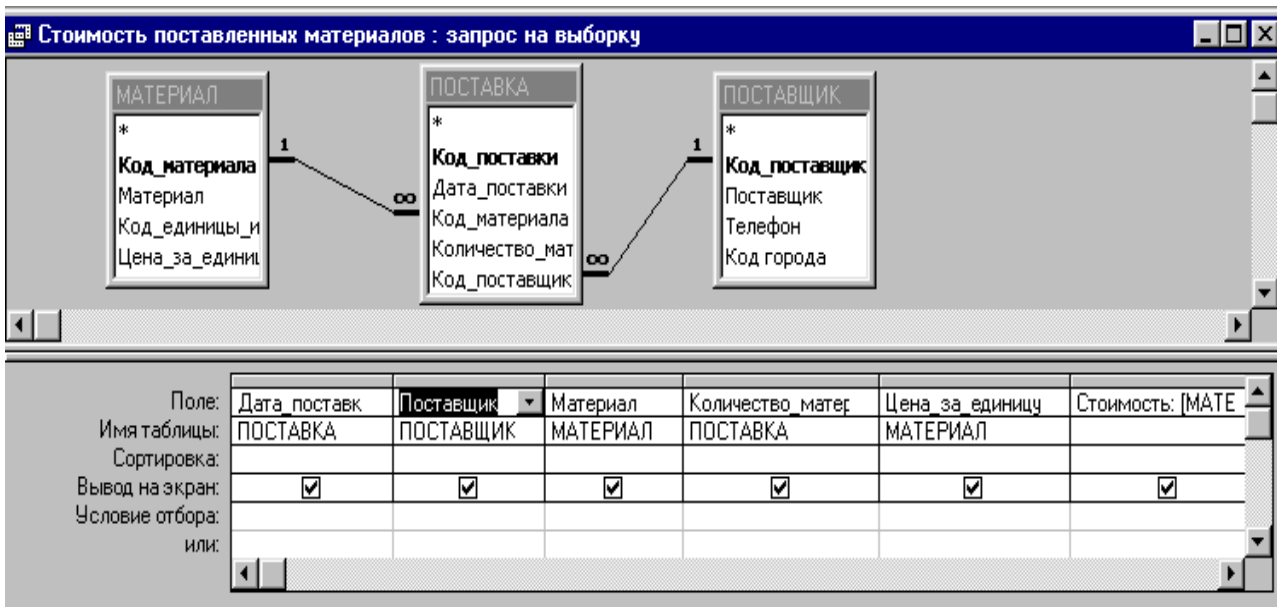 Стоимость поставленных материалов : запрос на выборку
МАТЕРИАЛ
*
Код_материала
Материал
Код_единицы_и
Цена_за_едини
1
∞
ПОСТАВКА
*
Код_поставки
Дата_поставки
Код_материала
Количество_мат
Код_поставщик
∞
1
ПОСТАВЩИК
*
Код_поставщик
Поставщик
Телефон
Код города
Поле: Дата_поставк Поставщик Материал Количество_матер Цена_за_единицу Стоимость: [МАТЕ
Имя таблицы: ПОСТАВКА ПОСТАВЩИК МАТЕРИАЛ ПОСТАВКА МАТЕРИАЛ
Сортировка:
Вывод на экран:
Условие отбора:
или: